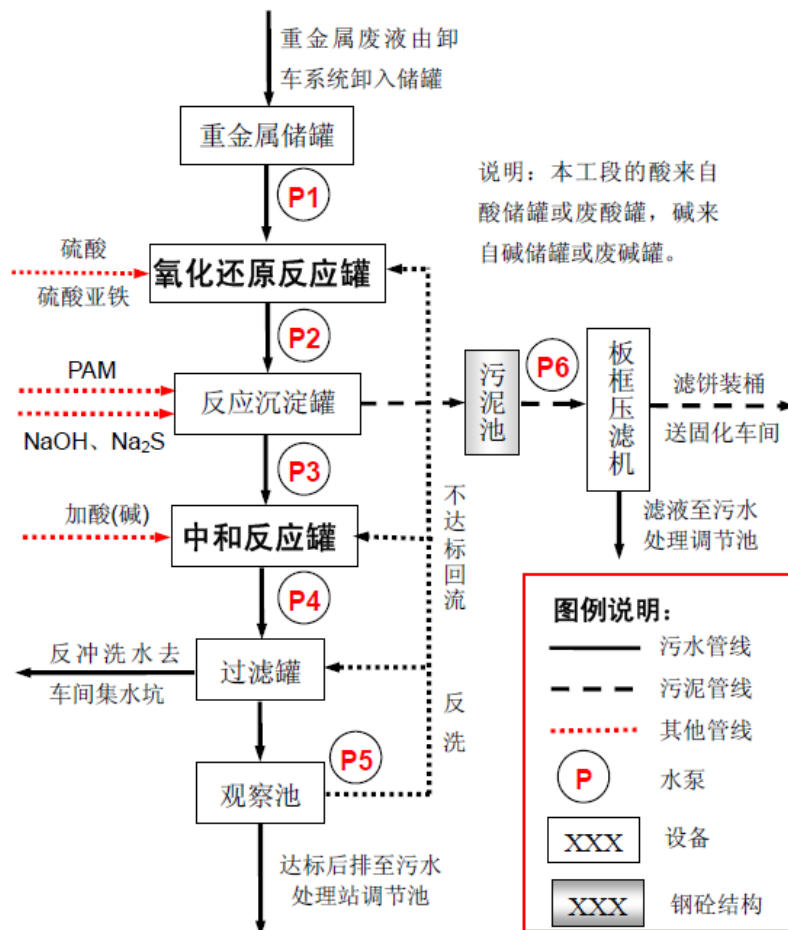 重金属废液由卸
车系统卸入储罐
重金属储罐
P1
说明：本工段的酸来自
酸储罐或废酸罐，碱来
自碱储罐或废碱罐。
硫酸
硫酸亚铁
氧化还原反应罐
P2
PAM
NaOH、Na₂S
反应沉淀罐
污泥池
P6
板框压滤机
滤饼装桶
送固化车间
滤液至污水
处理调节池
P3
加酸(碱)
中和反应罐
不达标回流
P4
反冲洗水去
车间集水坑
过滤罐
反洗
P5
观察池
达标后排至污水
处理站调节池
图例说明：
污水管线
污泥管线
其他管线
P
水泵
XXX
设备
XXX
钢砼结构